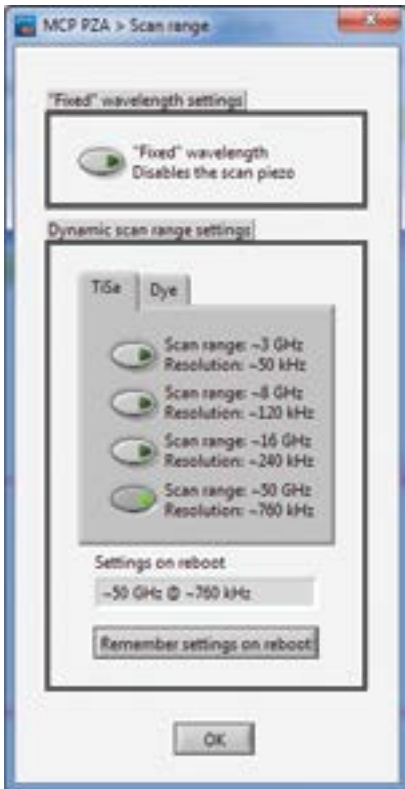 MCP PZA > Scan range
"Fixed" wavelength settings
"Fixed" wavelength
Disables the scan piezo
Dynamic scan range settings
TiSa
Dye
Scan range: ~3 GHz
Resolution: ~50 kHz
Scan range: ~8 GHz
Resolution: ~120 kHz
Scan range: ~16 GHz
Resolution: ~240 kHz
Scan range: ~50 GHz
Resolution: ~760 kHz
Settings on reboot
~50 GHz @ ~760 kHz
Remember settings on reboot
OK